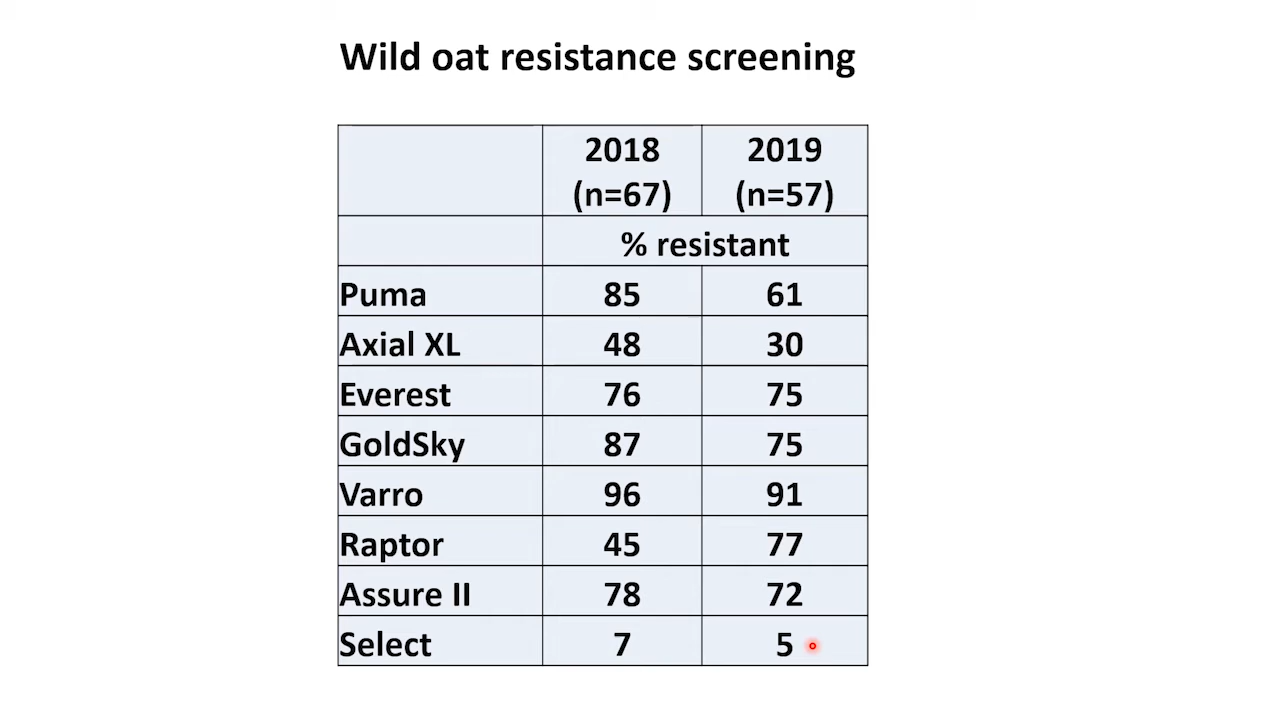 Wild oat resistance screening
2018 2019
(n=67) (n=57)
% resistant
Puma 85 61
Axial XL 48 30
Everest 76 75
GoldSky 87 75
Varro 96 91
Raptor 45 77
Assure II 78 72
Select 7 5